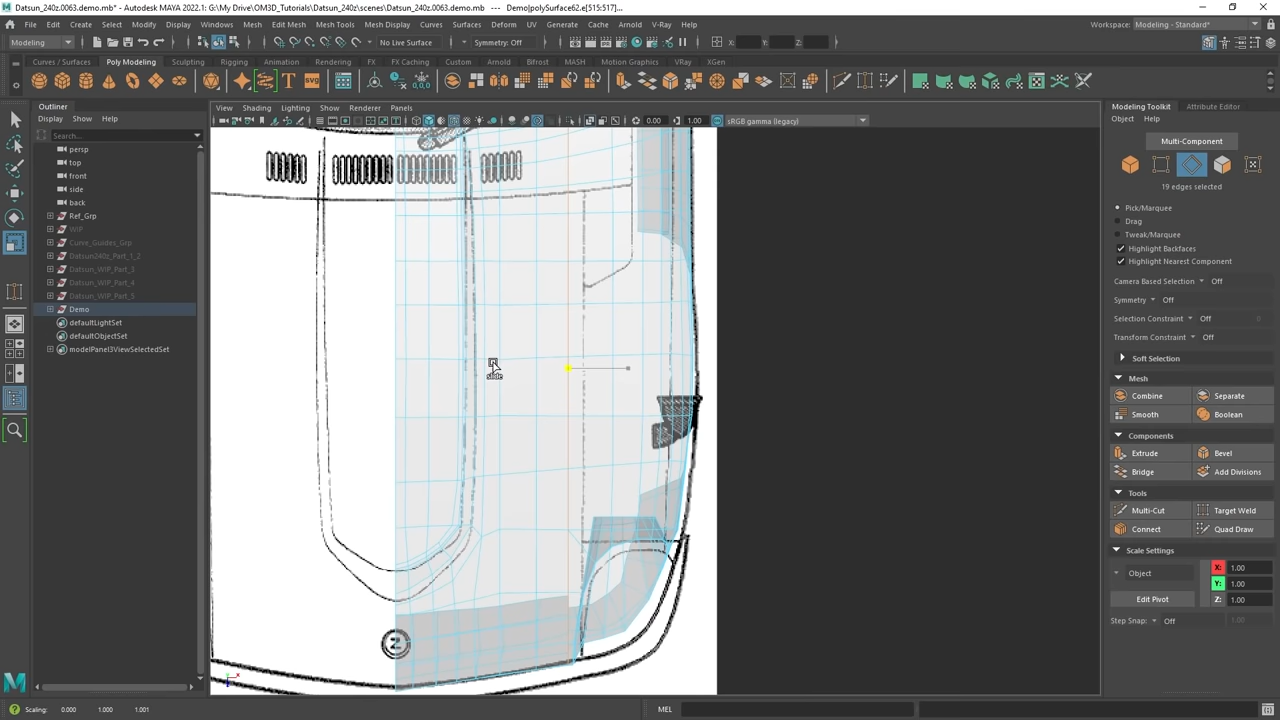 Datsun_240z.0063.demo.mb* - Autodesk MAYA 2022.1: G:\My Drive\OM3D_Tutorials\Datsun_240z\scenes\Datsun_240z.0063.demo.mb --- Demo|polySurface62.e[515:517]...
File Edit Create Select Modify Display Windows Mesh Edit Mesh Mesh Tools Mesh Display Curves Surfaces Deform UV Generate Cache Arnold V-Ray Help
Workspace: Modeling - Standard*
Modeling No Live Surface Symmetry: Off X: Y: Z:
Curves / Surfaces Poly Modeling Sculpting Rigging Animation Rendering FX FX Caching Custom Arnold Bifrost MASH Motion Graphics VRay XGen
SVG 0,0,0
Outliner
Display Show Help
Search...
persp
top
front
side
back
Ref_Grp
WIP
Curve_Guides_Grp
Datsun240z_Part_1_2
Datsun_WIP_Part_3
Datsun_WIP_Part_4
Datsun_WIP_Part_5
Demo
defaultLightSet
defaultObjectSet
modelPanel3ViewSelectedSet
View Shading Lighting Show Renderer Panels
0.00 1.00 sRGB gamma (legacy)
slide
Z
Modeling Toolkit Attribute Editor
Object Help
Multi-Component
19 edges selected
Pick/Marquee
Drag
Tweak/Marquee
Highlight Backfaces
Highlight Nearest Component
Camera Based Selection Off
Symmetry Off
Selection Constraint Off
Transform Constraint Off
Soft Selection
Mesh
Combine Separate
Smooth Boolean
Components
Extrude Bevel
Bridge Add Divisions
Tools
Multi-Cut Target Weld
Connect Quad Draw
Scale Settings
Object X: 1.00
Y: 1.00
Edit Pivot Z: 1.00
Step Snap: Off 1.00
Scaling: 0.000 1.000 1.001
MEL